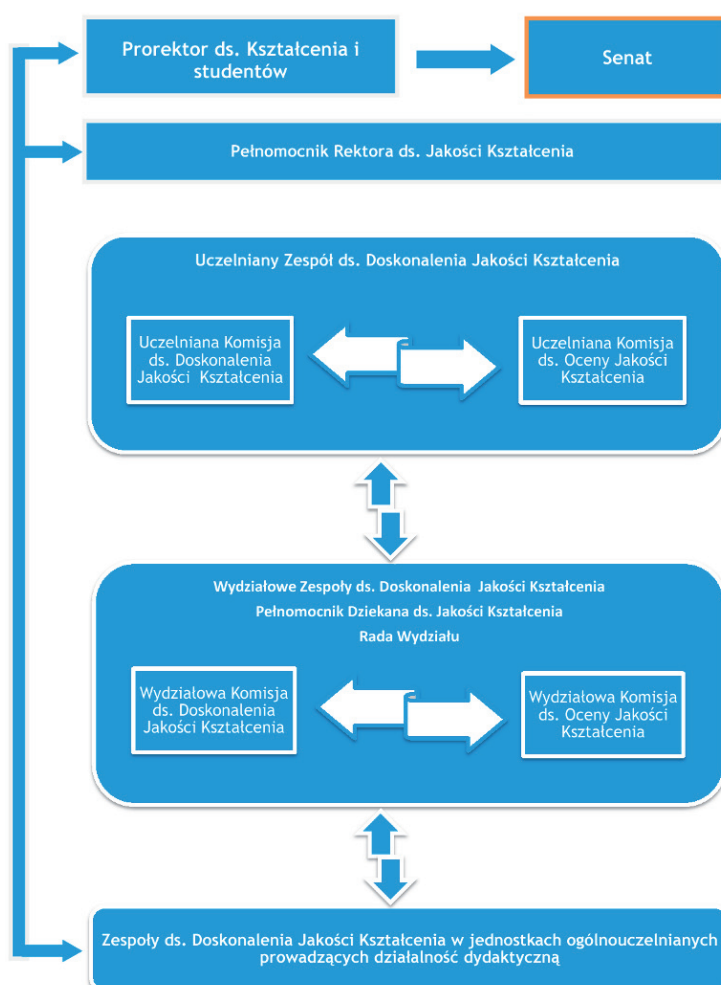 Prorektor ds. Kształcenia i
studentów
Senat
Pełnomocnik Rektora ds. Jakości Kształcenia
Uczelniany Zespół ds. Doskonalenia Jakości Kształcenia
Uczelniana Komisja
ds. Doskonalenia
Jakości Kształcenia
Uczelniana Komisja
ds. Oceny Jakości
Kształcenia
Wydziałowe Zespoły ds. Doskonalenia Jakości Kształcenia
Pełnomocnik Dziekana ds. Jakości Kształcenia
Rada Wydziału
Wydziałowa Komisja
ds. Doskonalenia
Jakości Kształcenia
Wydziałowa Komisja
ds. Oceny Jakości
Kształcenia
Zespoły ds. Doskonalenia Jakości Kształcenia w jednostkach ogólnouczelnianych
prowadzących działalność dydaktyczną